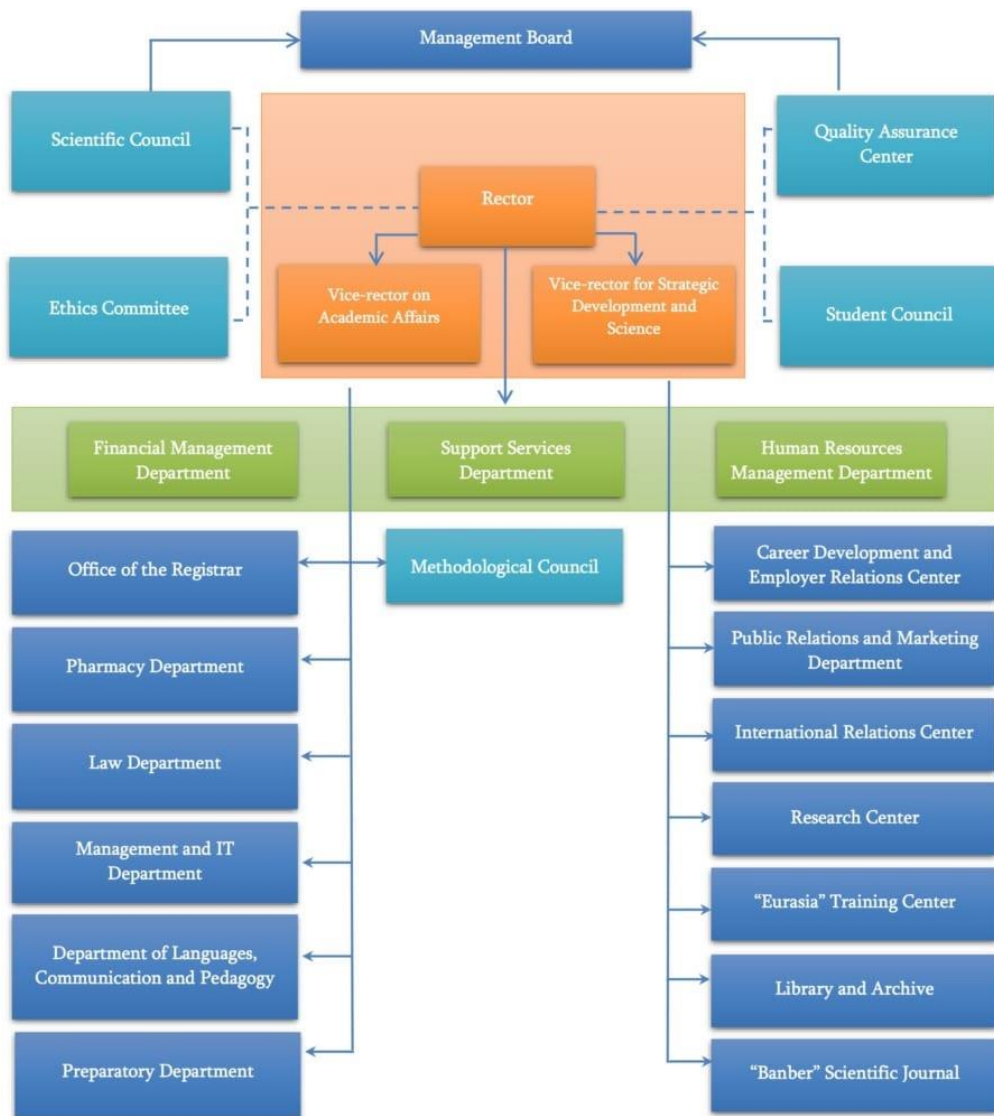 Management Board
Scientific Council
Quality Assurance
Center
Rector
Ethics Committee
Vice-rector on
Academic Affairs
Vice-rector for Strategic
Development and
Science
Student Council
Financial Management
Department
Support Services
Department
Human Resources
Management Department
Office of the Registrar
Methodological Council
Career Development and
Employer Relations Center
Pharmacy Department
Public Relations and Marketing
Department
Law Department
International Relations Center
Management and IT
Department
Research Center
Department of Languages,
Communication and Pedagogy
“Eurasia” Training Center
Library and Archive
Preparatory Department
“Banber” Scientific Journal